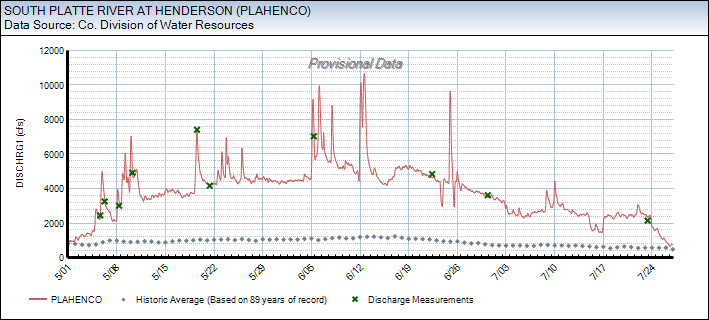 SOUTH PLATTE RIVER AT HENDERSON (PLAHENCO)
Data Source: Co. Division of Water Resources
Provisional Data
DISCHRG1 (cfs)
12000
10000
8000
6000
4000
2000
0
5/01 5/08 5/15 5/22 5/29 6/05 6/12 6/19 6/26 7/03 7/10 7/17 7/24
PLAHENCO Historic Average (Based on 89 years of record) Discharge Measurements